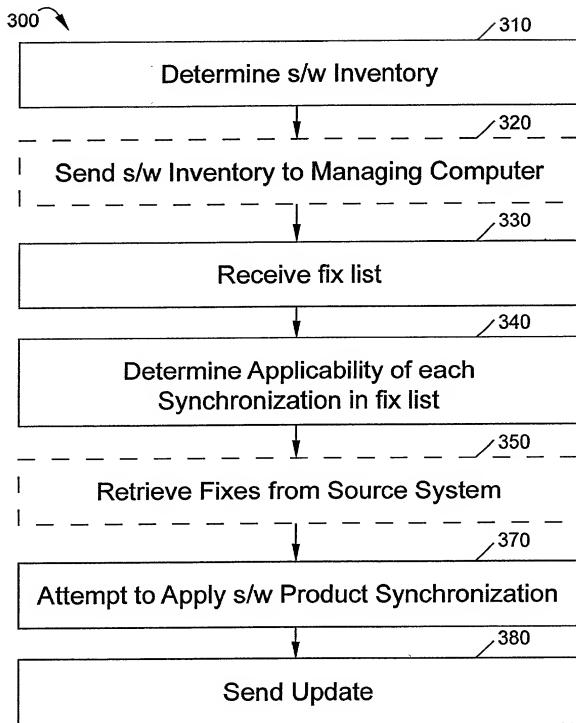 300
310
Determine s/w Inventory
320
Send s/w Inventory to Managing Computer
330
Receive fix list
340
Determine Applicability of each
Synchronization in fix list
350
Retrieve Fixes from Source System
370
Attempt to Apply s/w Product Synchronization
380
Send Update